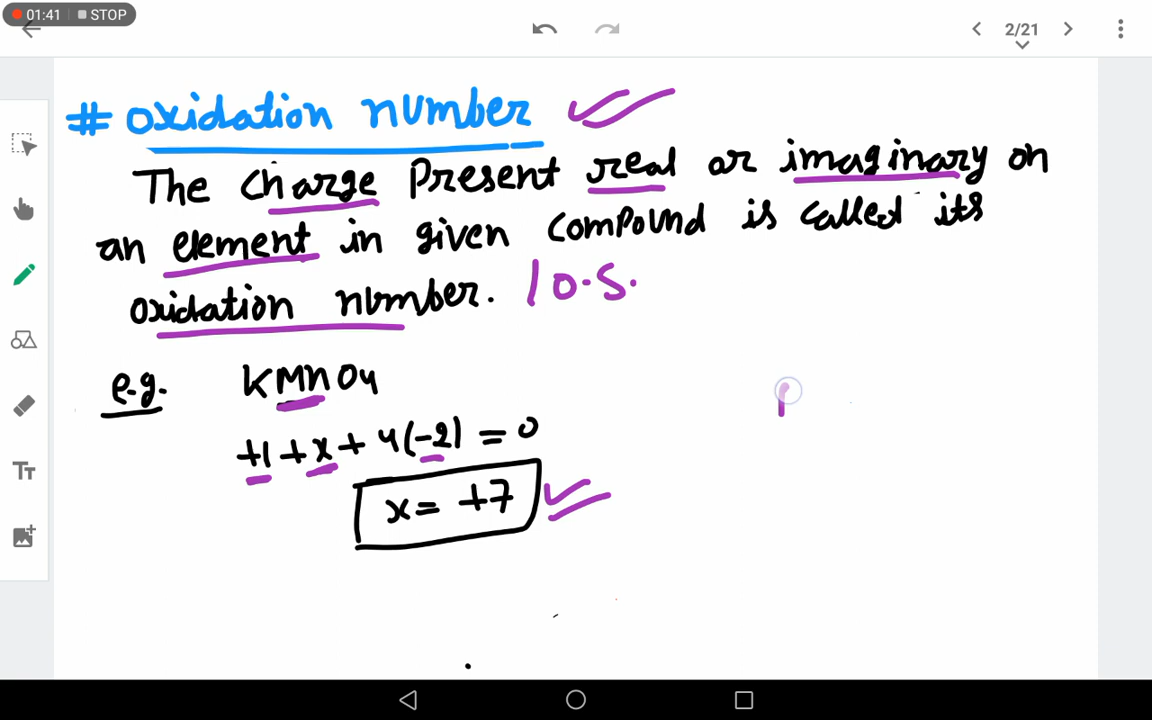 01:41 STOP
2/21
# oxidation number
The charge Present real or imaginary on
an element in given compound is called its
oxidation number. / O.S.
e.g. KMnO4
+1 + x + 4(-2) = 0
x = +7
Tт